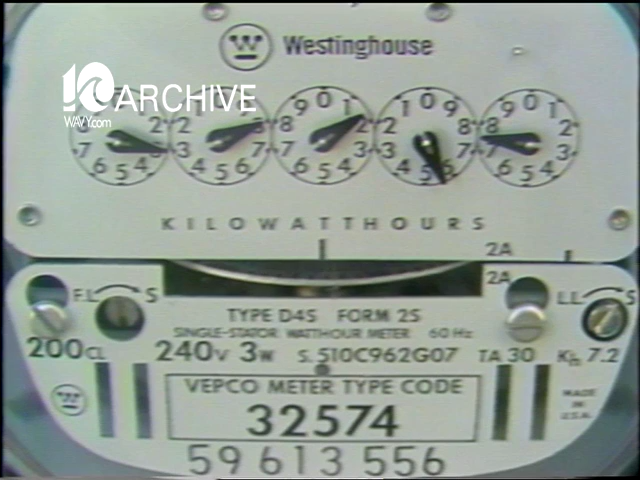 Westinghouse
10 ARCHIVE
WAVY.com
KILOWATTHOURS
2A
2A
F.L. S
L.L. S
TYPE D4S FORM 2S
SINGLE-STATOR WATTHOUR METER 60 Hz
200CL 240V 3W S. 510C962G07 TA 30 Kh 7.2
VEPCO METER TYPE CODE
32574
MADE
IN
U.S.A.
59 613 556